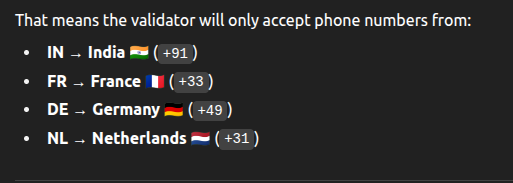 That means the validator will only accept phone numbers from:
• IN → India 🇮🇳 (+91)
• FR → France 🇫🇷 (+33)
• DE → Germany 🇩🇪 (+49)
• NL → Netherlands 🇳🇱 (+31)